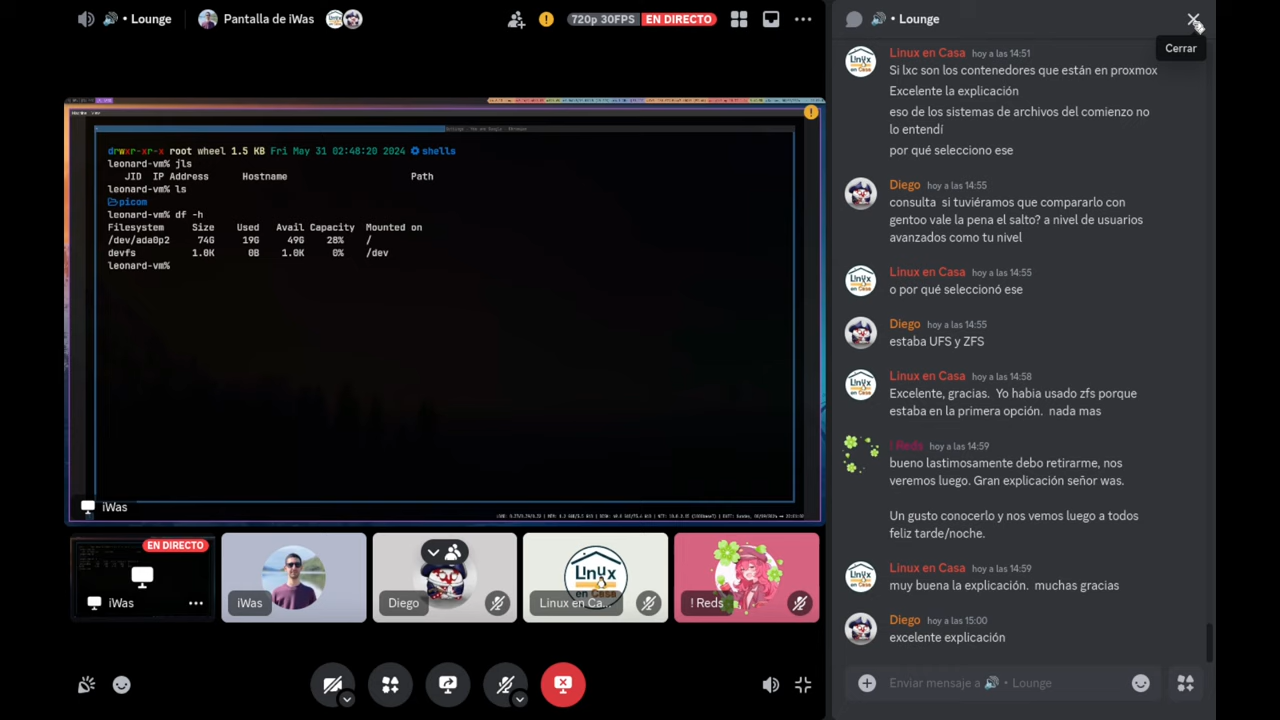 • Lounge
Pantalla de iWas
720p 30FPS
EN DIRECTO
drwxr-xr-x root wheel 1.5 KB Fri May 31 02:48:20 2024 shells
leonard-vm% jls
JID IP Address Hostname Path
leonard-vm% ls
picom
leonard-vm% df -h
Filesystem Size Used Avail Capacity Mounted on
/dev/ada0p2 74G 19G 49G 28% /
devfs 1.0K 0B 1.0K 0% /dev
leonard-vm%
iWas
EN DIRECTO
iWas
iWas
Diego
Linux en Ca...
! Reds
• Lounge
Cerrar
Linux en Casa hoy a las 14:51
Si lxc son los contenedores que están en proxmox
Excelente la explicación
eso de los sistemas de archivos del comienzo no
lo entendí
por qué selecciono ese
Diego hoy a las 14:55
consulta si tuviéramos que compararlo con
gentoo vale la pena el salto? a nivel de usuarios
avanzados como tu nivel
Linux en Casa hoy a las 14:55
o por qué seleccionó ese
Diego hoy a las 14:55
estaba UFS y ZFS
Linux en Casa hoy a las 14:58
Excelente, gracias. Yo habia usado zfs porque
estaba en la primera opción. nada mas
! Reds hoy a las 14:59
bueno lastimosamente debo retirarme, nos
veremos luego. Gran explicación señor was.
Un gusto conocerlo y nos vemos luego a todos
feliz tarde/noche.
Linux en Casa hoy a las 14:59
muy buena la explicación. muchas gracias
Diego hoy a las 15:00
excelente explicación
Enviar mensaje a • Lounge